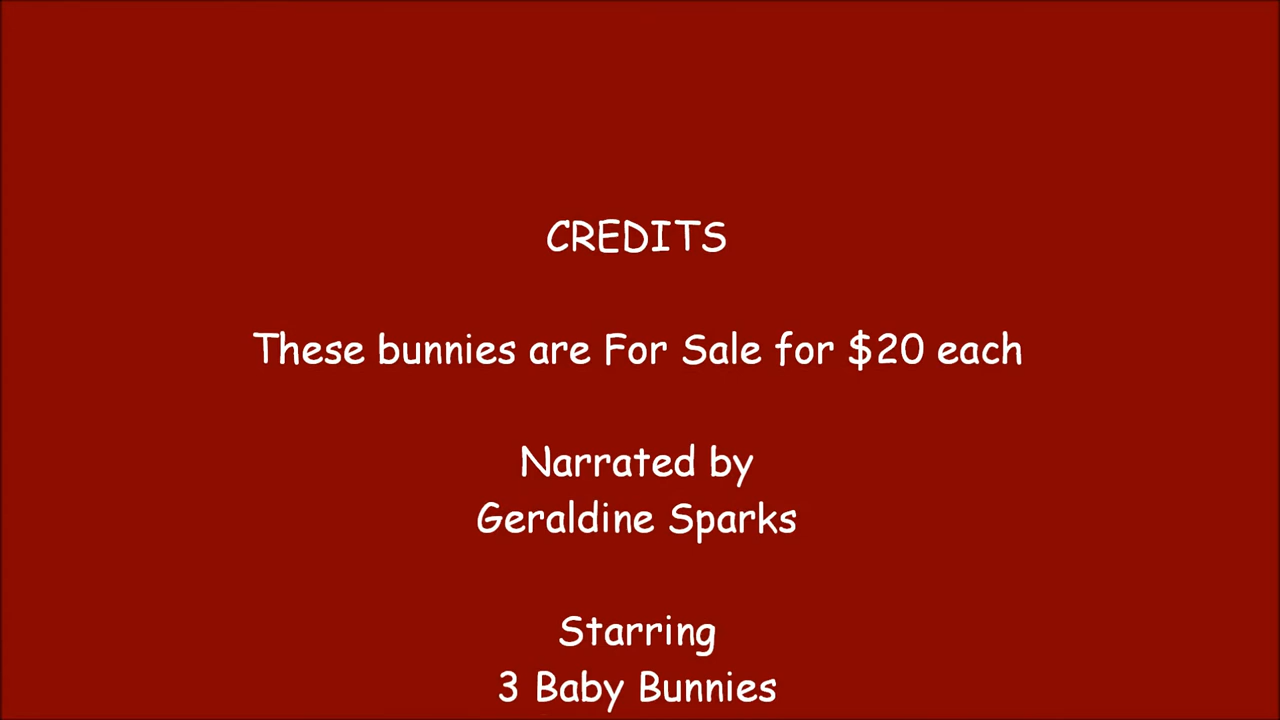 CREDITS
These bunnies are For Sale for $20 each
Narrated by
Geraldine Sparks
Starring
3 Baby Bunnies